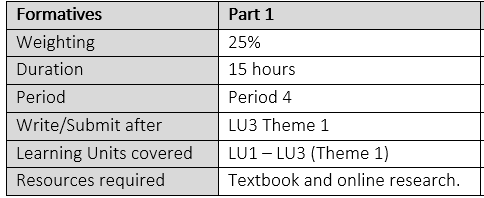 Formatives Part 1
Weighting 25%
Duration 15 hours
Period Period 4
Write/Submit after LU3 Theme 1
Learning Units covered LU1 – LU3 (Theme 1)
Resources required Textbook and online research.